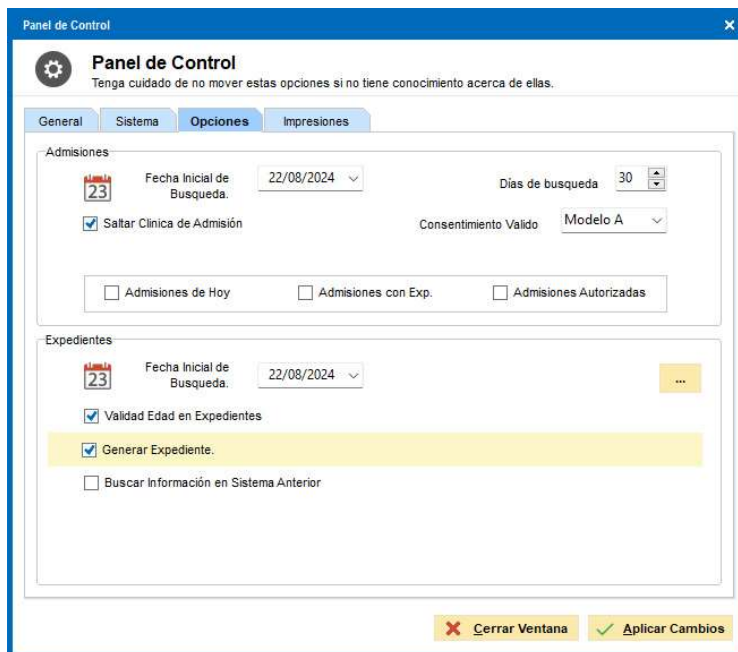 Panel de Control
Panel de Control
Tenga cuidado de no mover estas opciones si no tiene conocimiento acerca de ellas.
General Sistema Opciones Impresiones
Admisiones
23
Fecha Inicial de
Busqueda.
22/08/2024
Días de busqueda 30
Saltar Clinica de Admisión
Consentimiento Valido Modelo A
Admisiones de Hoy Admisiones con Exp. Admisiones Autorizadas
Expedientes
23
Fecha Inicial de
Busqueda.
22/08/2024
...
Validad Edad en Expedientes
Generar Expediente.
Buscar Información en Sistema Anterior
Cerrar Ventana Aplicar Cambios